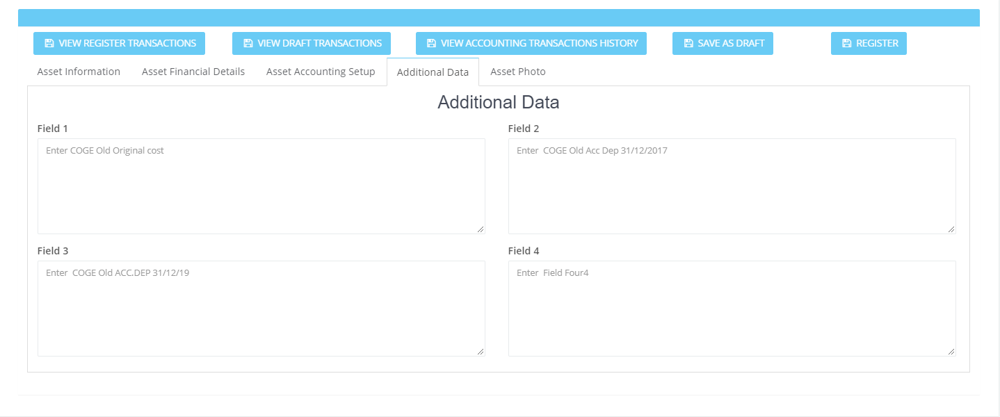 VIEW REGISTER TRANSACTIONS
VIEW DRAFT TRANSACTIONS
VIEW ACCOUNTING TRANSACTIONS HISTORY
SAVE AS DRAFT
REGISTER
Asset Information
Asset Financial Details
Asset Accounting Setup
Additional Data
Asset Photo
Additional Data
Field 1
Enter COGE Old Original cost
Field 2
Enter  COGE Old Acc Dep 31/12/2017
Field 3
Enter  COGE Old ACC.DEP 31/12/19
Field 4
Enter  Field Four4